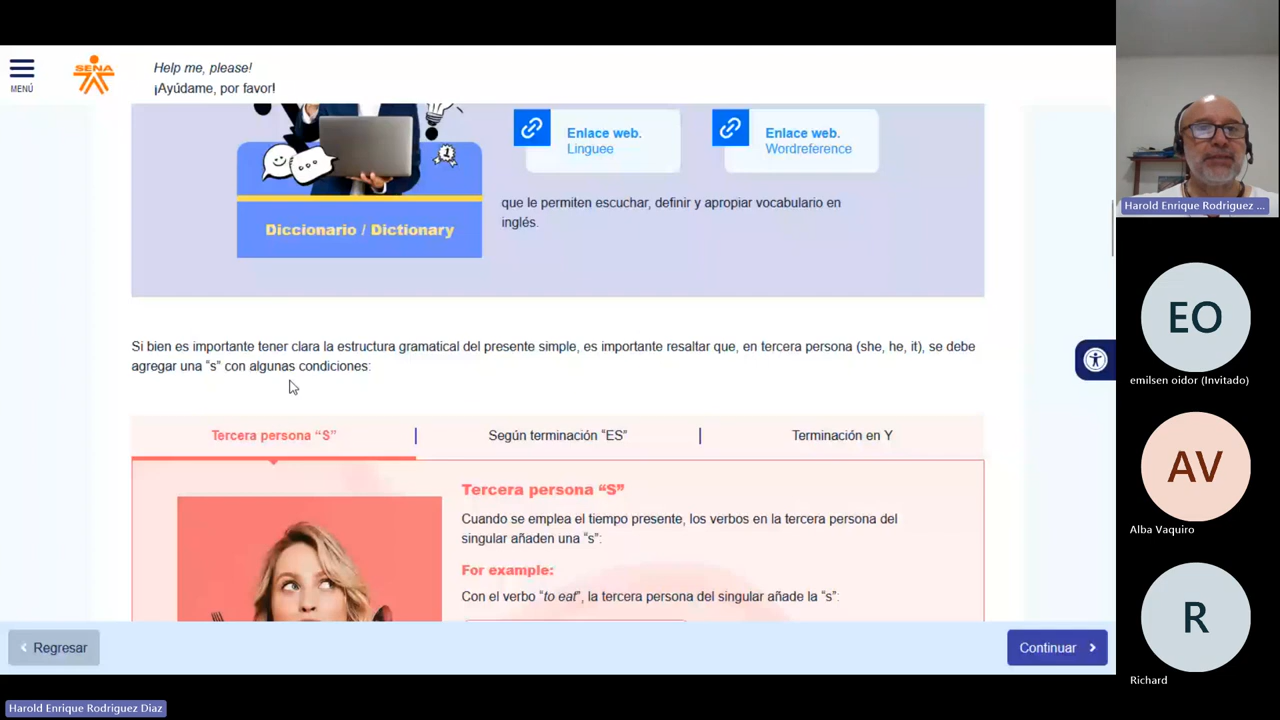 MENÚ
SENA
Help me, please!
¡Ayúdame, por favor!
Enlace web.
Linguee
Enlace web.
Wordreference
que le permiten escuchar, definir y apropiar vocabulario en
inglés.
Diccionario / Dictionary
Si bien es importante tener clara la estructura gramatical del presente simple, es importante resaltar que, en tercera persona (she, he, it), se debe
agregar una “s” con algunas condiciones:
Tercera persona “S”
Según terminación “ES”
Terminación en Y
Tercera persona “S”
Cuando se emplea el tiempo presente, los verbos en la tercera persona del
singular añaden una “s”:
For example:
Con el verbo “to eat”, la tercera persona del singular añade la “s”:
Regresar
Continuar
Harold Enrique Rodriguez Diaz
Harold Enrique Rodriguez ...
EO
emilsen oidor (Invitado)
AV
Alba Vaquiro
R
Richard